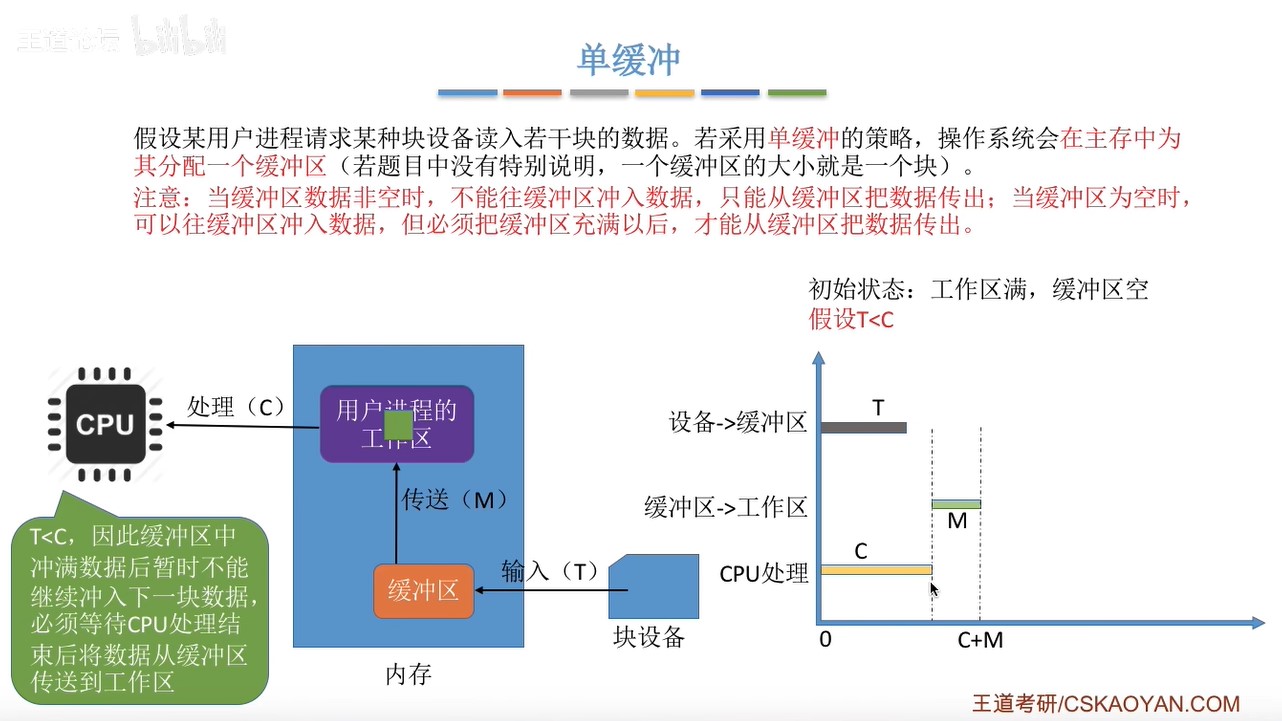 王道论坛 bilibili
单缓冲
假设某用户进程请求某种块设备读入若干块的数据。若采用单缓冲的策略，操作系统会在主存中为
其分配一个缓冲区（若题目中没有特别说明，一个缓冲区的大小就是一个块）。
注意：当缓冲区数据非空时，不能往缓冲区冲入数据，只能从缓冲区把数据传出；当缓冲区为空时，
可以往缓冲区冲入数据，但必须把缓冲区充满以后，才能从缓冲区把数据传出。
初始状态：工作区满，缓冲区空
假设T<C
CPU
处理（C）
用户进程的
工作区
传送（M）
缓冲区
输入（T）
块设备
内存
T<C，因此缓冲区中
冲满数据后暂时不能
继续冲入下一块数据，
必须等待CPU处理结
束后将数据从缓冲区
传送到工作区
设备->缓冲区
T
缓冲区->工作区
M
C
CPU处理
0
C+M
王道考研/CSKAOYAN.COM